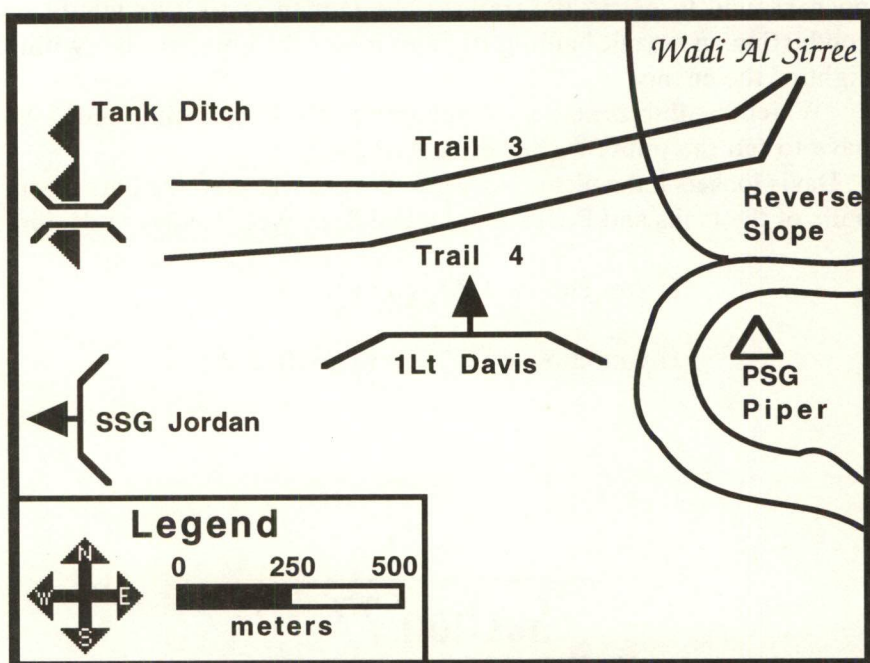 Wadi Al Sirree
Tank Ditch
Trail 3
Reverse
Slope
Trail 4
1Lt Davis
PSG
Piper
SSG Jordan
Legend
N
W E
S
0 250 500
meters